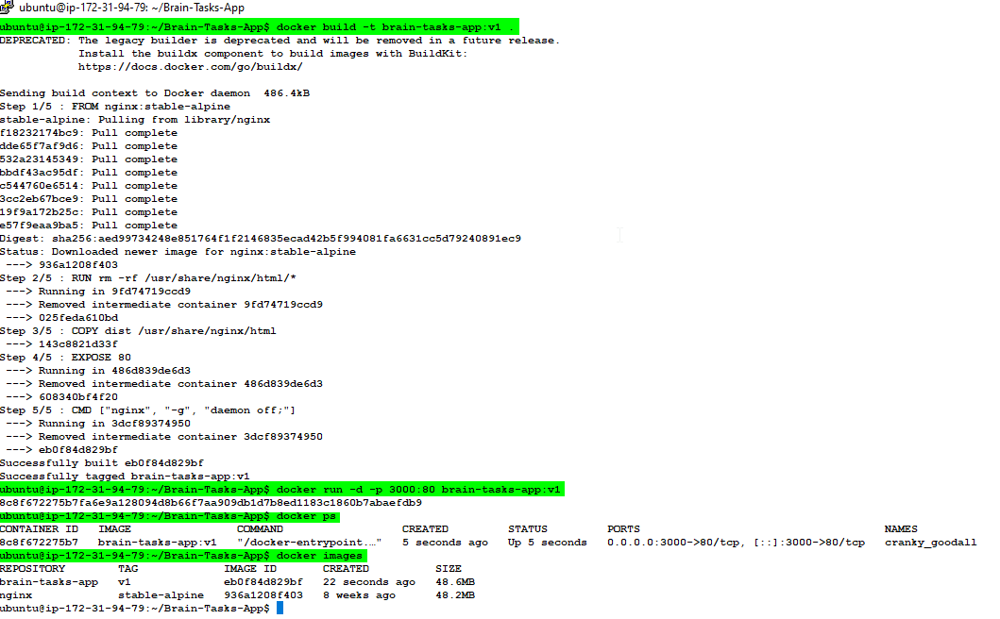 ubuntu@ip-172-31-94-79: ~/Brain-Tasks-App
ubuntu@ip-172-31-94-79:~/Brain-Tasks-App$ docker build -t brain-tasks-app:v1 .
DEPRECATED: The legacy builder is deprecated and will be removed in a future release.
            Install the buildx component to build images with BuildKit:
            https://docs.docker.com/go/buildx/

Sending build context to Docker daemon  486.4kB
Step 1/5 : FROM nginx:stable-alpine
stable-alpine: Pulling from library/nginx
f18232174bc9: Pull complete
dde65f7af9d6: Pull complete
532a23145349: Pull complete
bbdf43ac95df: Pull complete
c544760e6514: Pull complete
3cc2eb67bce9: Pull complete
19f9a172b25c: Pull complete
e57f9eaa9ba5: Pull complete
Digest: sha256:aed99734248e851764f1f2146835ecad42b5f994081fa6631cc5d79240891ec9
Status: Downloaded newer image for nginx:stable-alpine
 ---> 936a1208f403
Step 2/5 : RUN rm -rf /usr/share/nginx/html/*
 ---> Running in 9fd74719ccd9
 ---> Removed intermediate container 9fd74719ccd9
 ---> 025feda610bd
Step 3/5 : COPY dist /usr/share/nginx/html
 ---> 143c8821d33f
Step 4/5 : EXPOSE 80
 ---> Running in 486d839de6d3
 ---> Removed intermediate container 486d839de6d3
 ---> 608340bf4f20
Step 5/5 : CMD ["nginx", "-g", "daemon off;"]
 ---> Running in 3dcf89374950
 ---> Removed intermediate container 3dcf89374950
 ---> eb0f84d829bf
Successfully built eb0f84d829bf
Successfully tagged brain-tasks-app:v1
ubuntu@ip-172-31-94-79:~/Brain-Tasks-App$ docker run -d -p 3000:80 brain-tasks-app:v1
8c8f672275b7fa6e9a128094d8b66f7aa909db1d7b8ed1183c1860b7abaefdb9
ubuntu@ip-172-31-94-79:~/Brain-Tasks-App$ docker ps
CONTAINER ID   IMAGE                COMMAND                  CREATED         STATUS         PORTS                                     NAMES
8c8f672275b7   brain-tasks-app:v1   "/docker-entrypoint.…"   5 seconds ago   Up 5 seconds   0.0.0.0:3000->80/tcp, [::]:3000->80/tcp   cranky_goodall
ubuntu@ip-172-31-94-79:~/Brain-Tasks-App$ docker images
REPOSITORY        TAG             IMAGE ID       CREATED          SIZE
brain-tasks-app   v1              eb0f84d829bf   22 seconds ago   48.6MB
nginx             stable-alpine   936a1208f403   8 weeks ago      48.2MB
ubuntu@ip-172-31-94-79:~/Brain-Tasks-App$